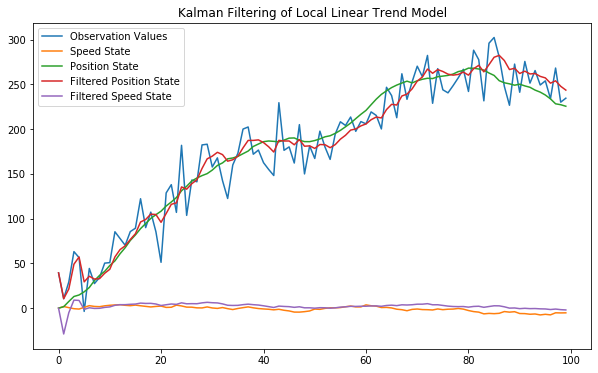 Kalman Filtering of Local Linear Trend Model
Observation Values
Speed State
Position State
Filtered Position State
Filtered Speed State
300
250
200
150
100
50
0
0 20 40 60 80 100